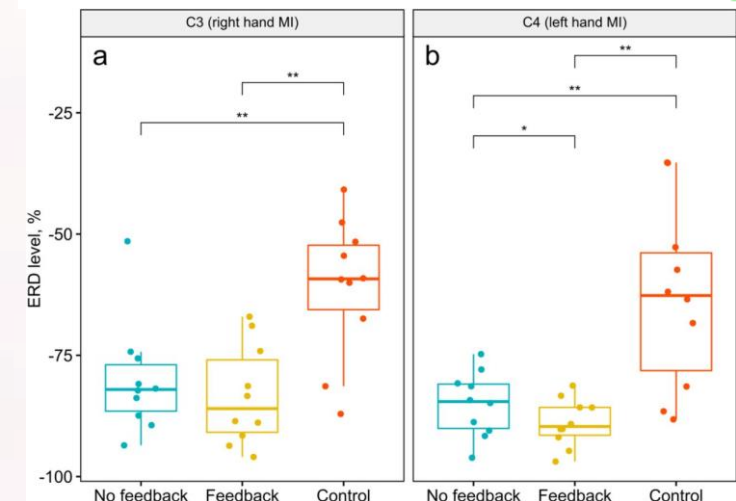 C3 (right hand MI)
C4 (left hand MI)
a
b
**
**
**
**
*
-25
-50
-75
-100
ERD level, %
No feedback Feedback Control
No feedback Feedback Control